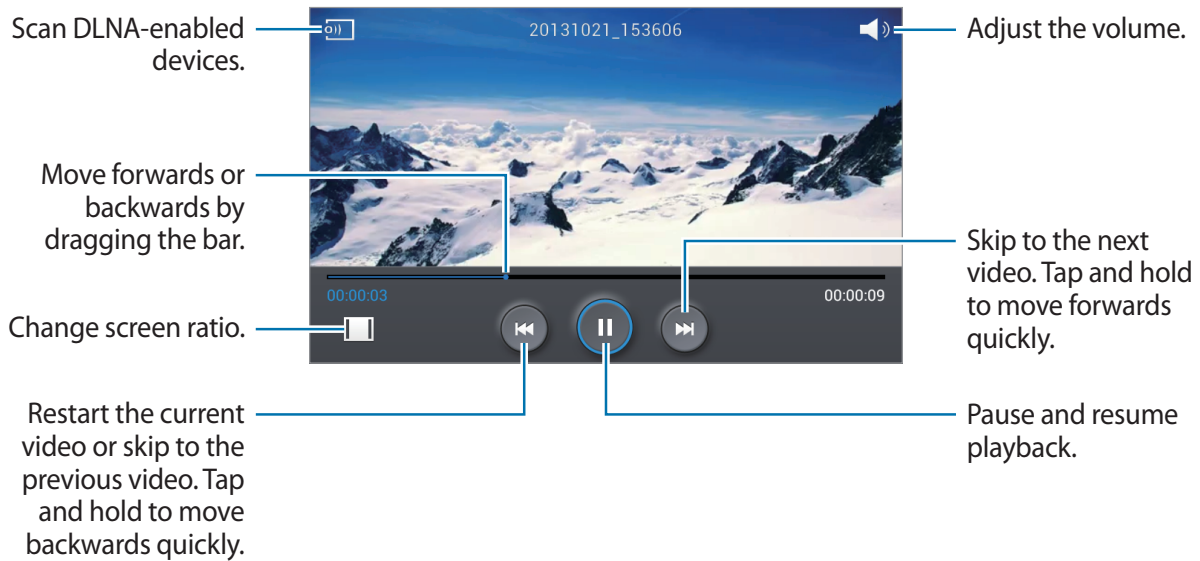 Scan DLNA-enabled
devices.
20131021_153606
Adjust the volume.
Move forwards or
backwards by
dragging the bar.
Skip to the next
video. Tap and hold
to move forwards
quickly.
00:00:03
00:00:09
Change screen ratio.
Restart the current
video or skip to the
previous video. Tap
and hold to move
backwards quickly.
Pause and resume
playback.